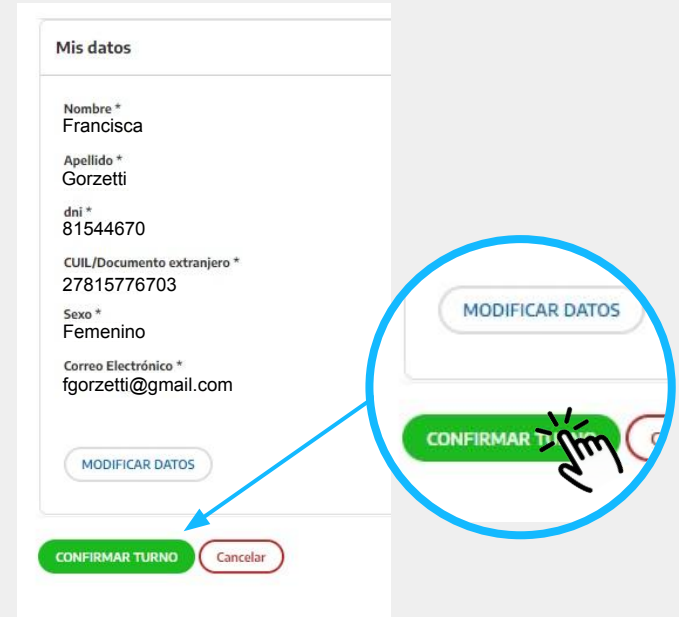 Mis datos
Nombre *
Francisca
Apellido *
Gorzetti
dni *
81544670
CUIL/Documento extranjero *
27815776703
Sexo *
Femenino
Correo Electrónico *
fgorzetti@gmail.com
MODIFICAR DATOS
CONFIRMAR TURNO
Cancelar
MODIFICAR DATOS
CONFIRMAR